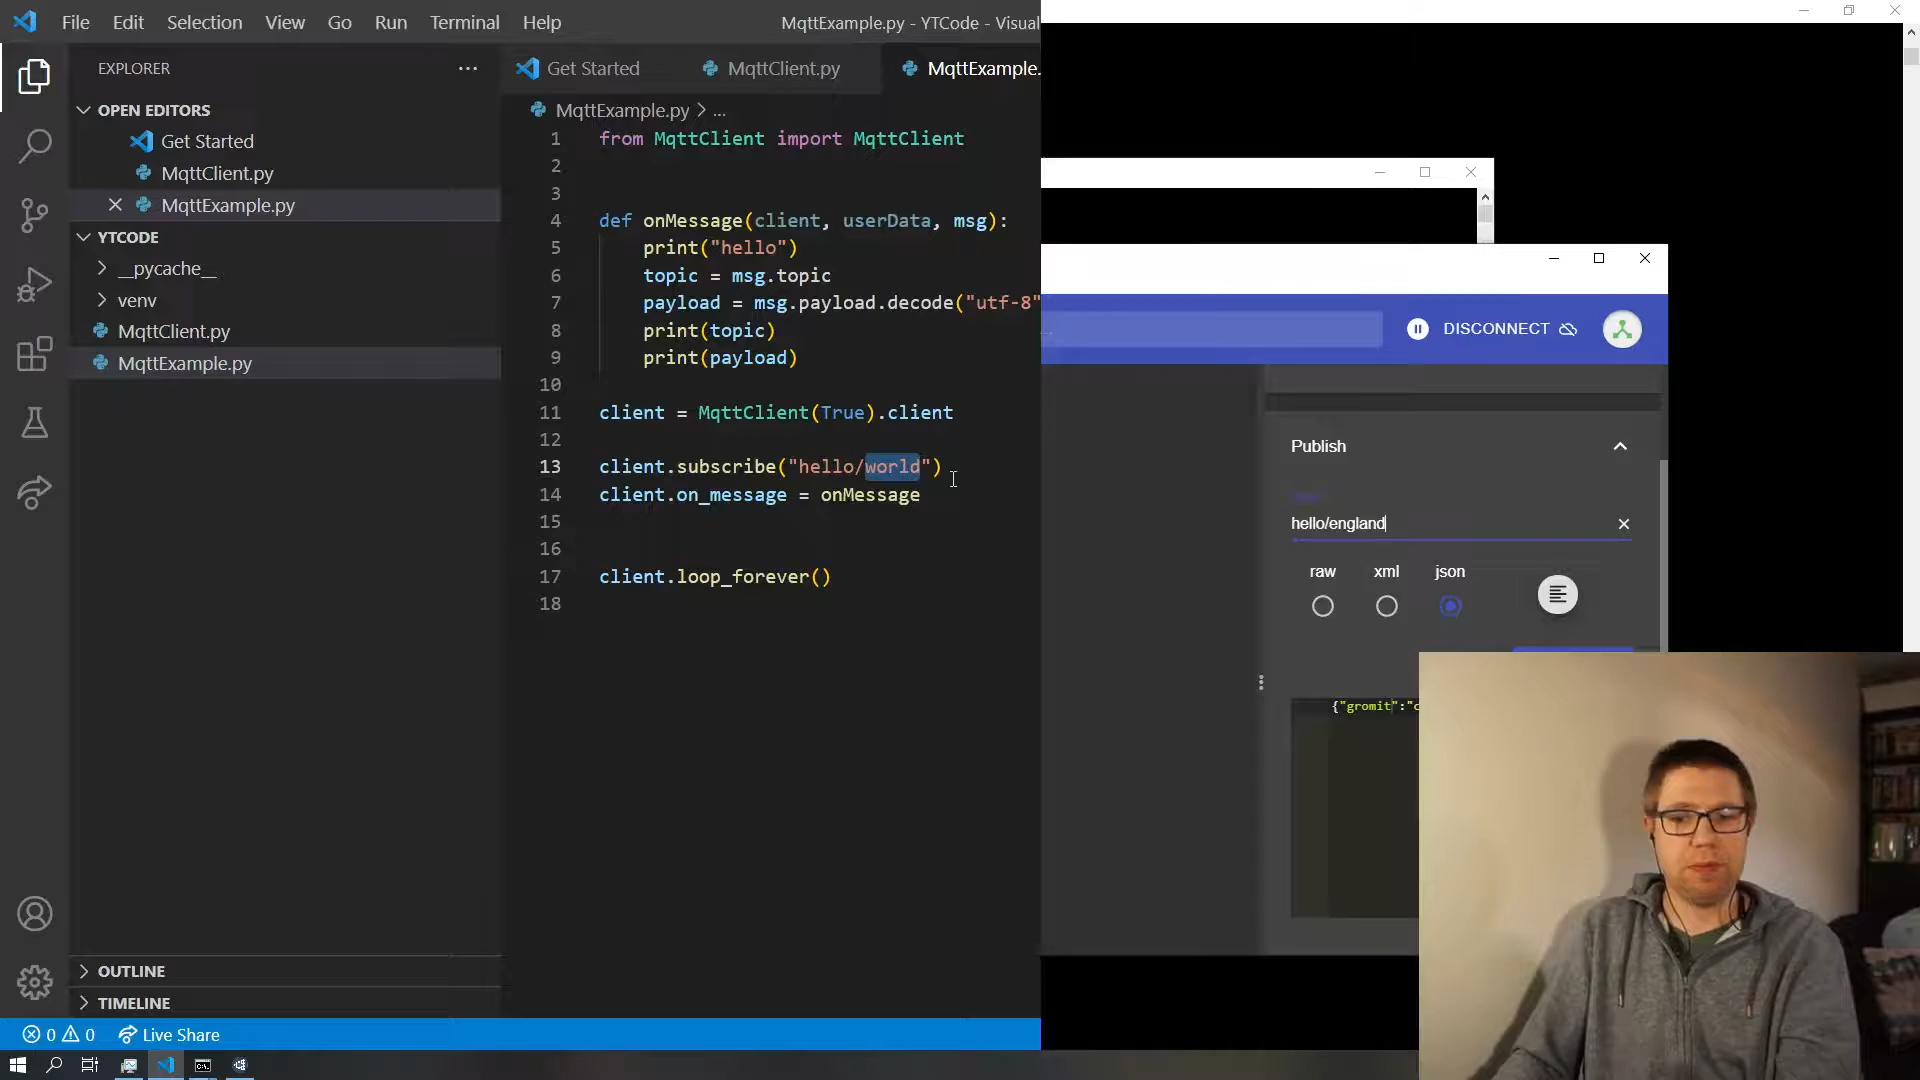 File Edit Selection View Go Run Terminal Help
MqttExample.py - YTCode - Visual
EXPLORER
OPEN EDITORS
Get Started
MqttClient.py
MqttExample.py
YTCODE
__pycache__
venv
MqttClient.py
MqttExample.py
OUTLINE
TIMELINE
Get Started
MqttClient.py
MqttExample.
MqttExample.py > ...
1 from MqttClient import MqttClient
2
3
4 def onMessage(client, userData, msg):
5 print("hello")
6 topic = msg.topic
7 payload = msg.payload.decode("utf-8"
8 print(topic)
9 print(payload)
10
11 client = MqttClient(True).client
12
13 client.subscribe("hello/world")
14 client.on_message = onMessage
15
16
17 client.loop_forever()
18
DISCONNECT
Publish
hello/england
raw xml json
{"gromit":"c
0 0 Live Share